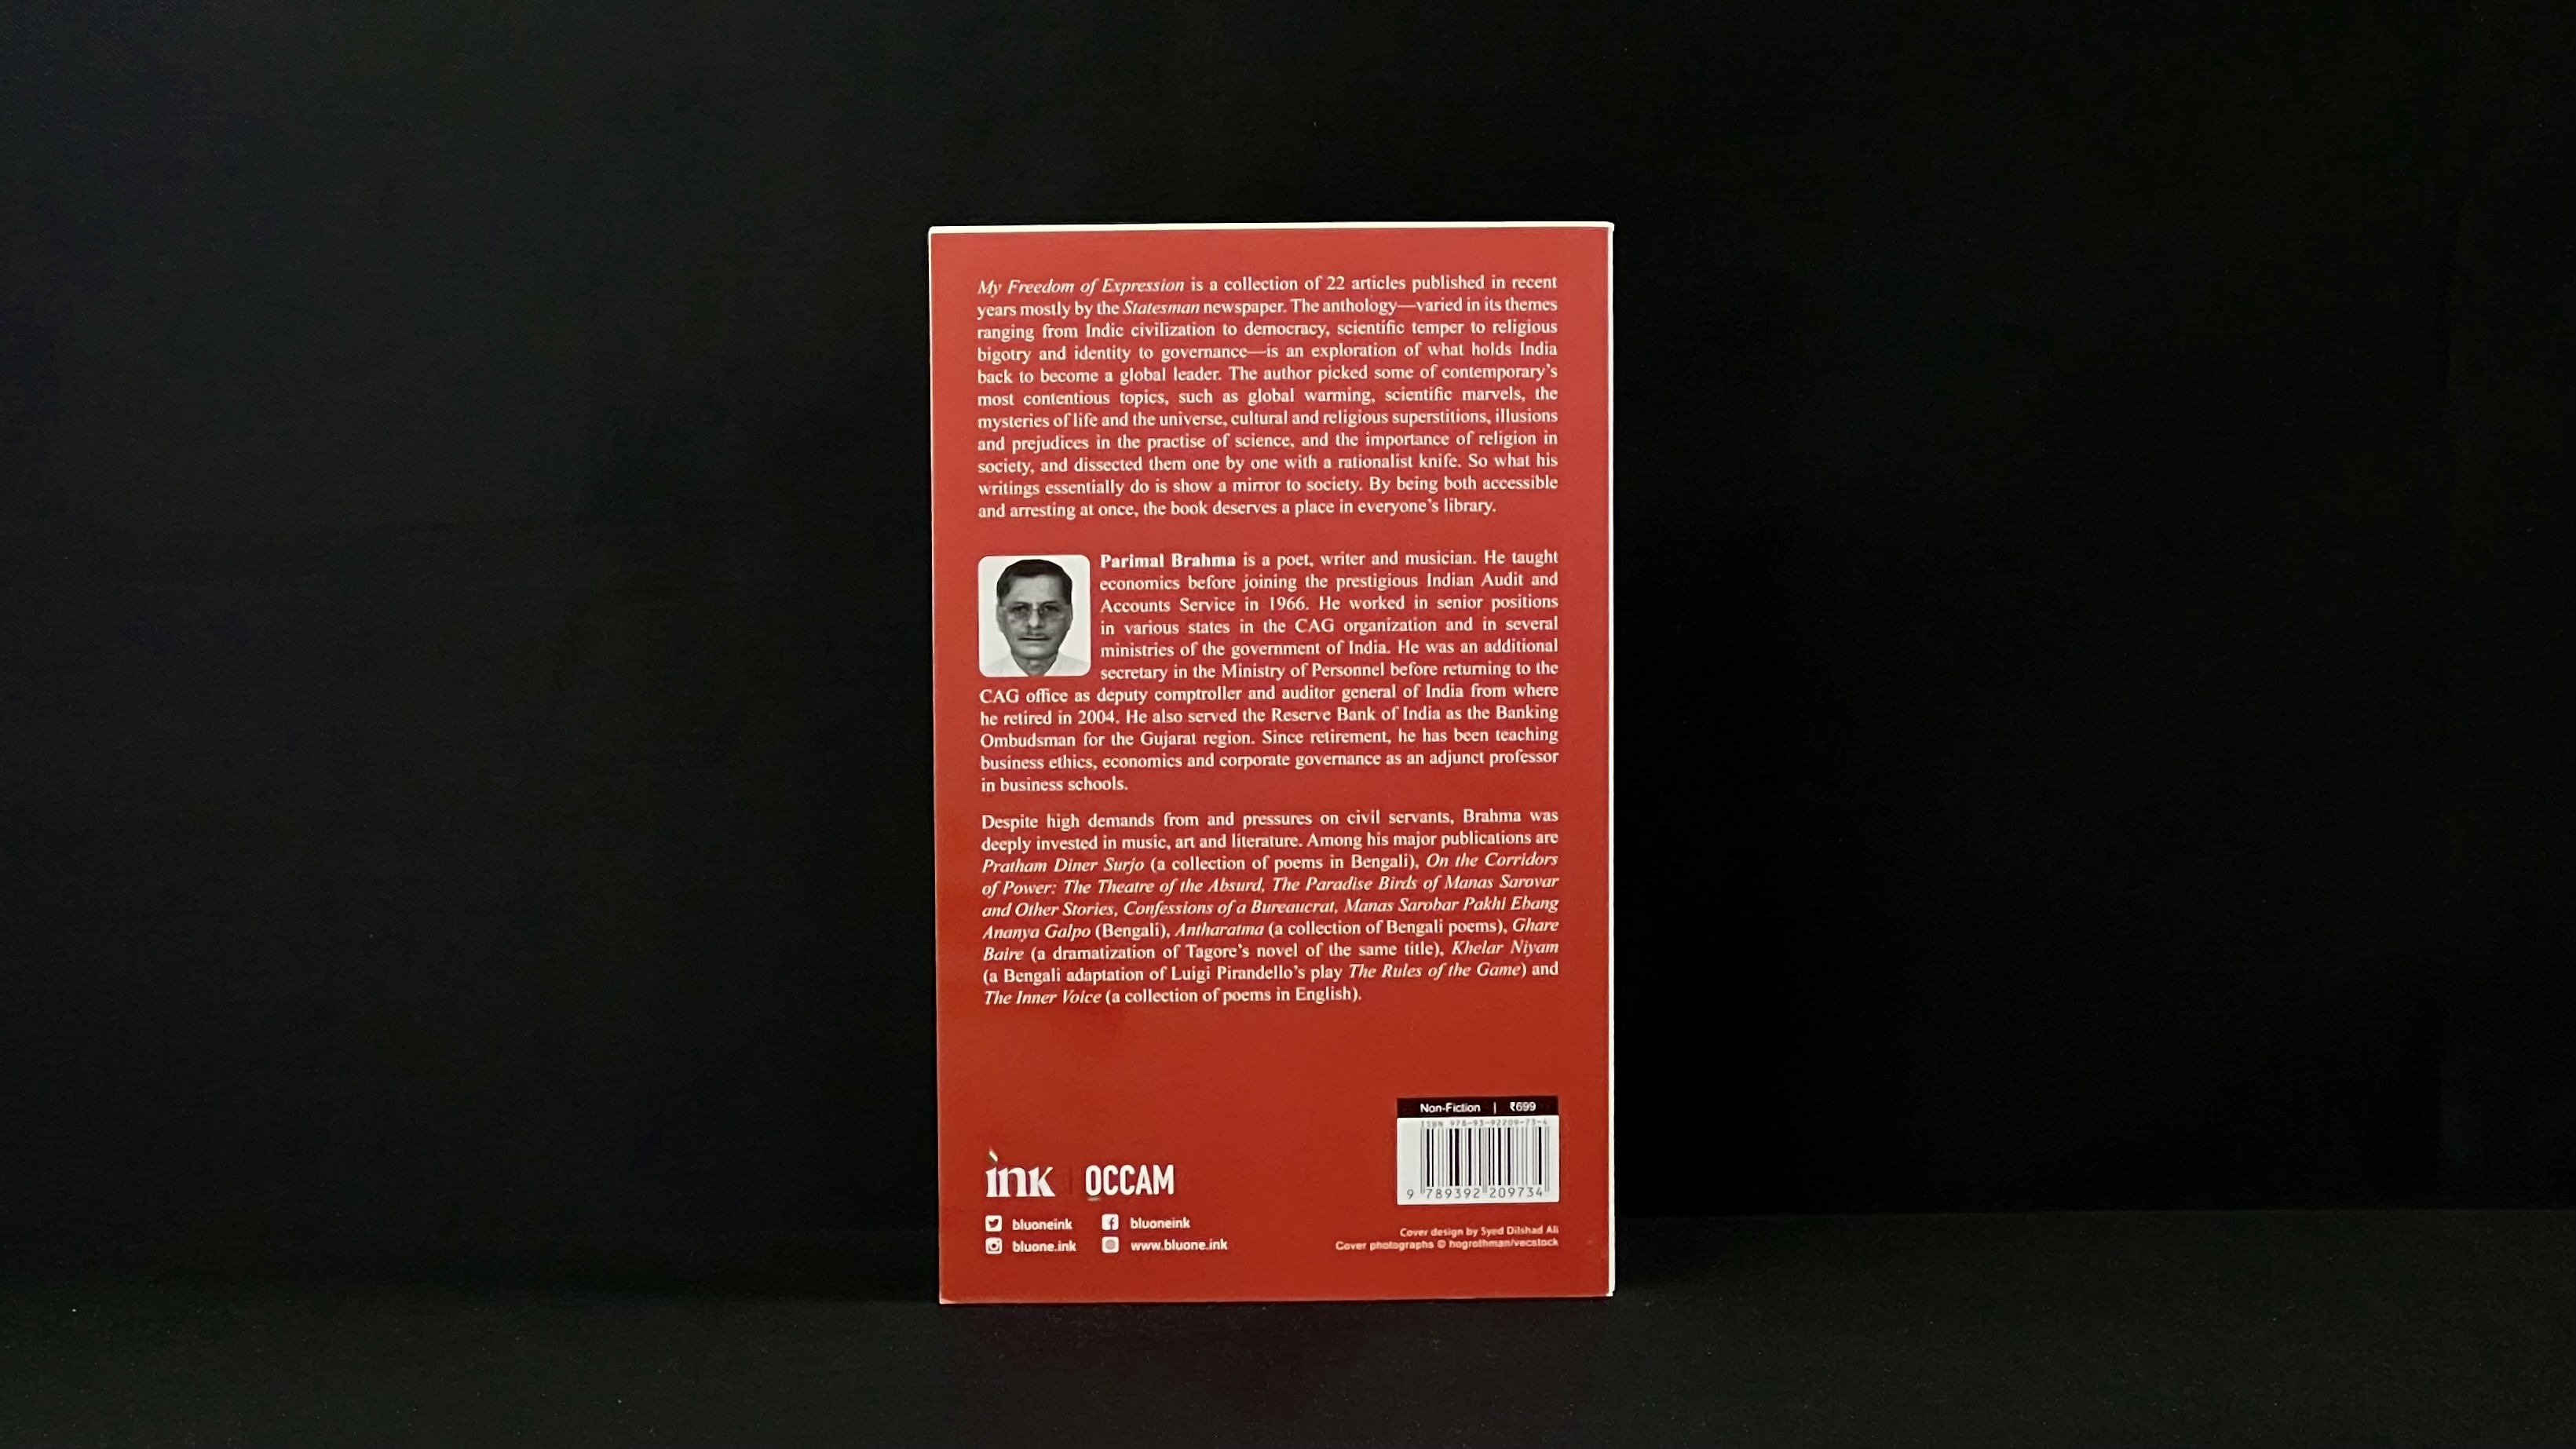 My Freedom of Expression is a collection of 22 articles published in recent
years mostly by the Statesman newspaper. The anthology—varied in its themes
ranging from Indic civilization to democracy, scientific temper to religious
bigotry and identity to governance—is an exploration of what holds India
back to become a global leader. The author picked some of contemporary's
most contentious topics, such as global warming, scientific marvels, the
mysteries of life and the universe, cultural and religious superstitions, illusions
and prejudices in the practise of science, and the importance of religion in
society, and dissected them one by one with a rationalist knife. So what his
writings essentially do is show a mirror to society. By being both accessible
and arresting at once, the book deserves a place in everyone's library.
Parimal Brahma is a poet, writer and musician. He taught
economics before joining the prestigious Indian Audit and
Accounts Service in 1966. He worked in senior positions
in various states in the CAG organization and in several
ministries of the government of India. He was an additional
secretary in the Ministry of Personnel before returning to the
CAG office as deputy comptroller and auditor general of India from where
he retired in 2004. He also served the Reserve Bank of India as the Banking
Ombudsman for the Gujarat region. Since retirement, he has been teaching
business ethics, economics and corporate governance as an adjunct professor
in business schools.
Despite high demands from and pressures on civil servants, Brahma was
deeply invested in music, art and literature. Among his major publications are
Pratham Diner Surjo (a collection of poems in Bengali), On the Corridors
of Power: The Theatre of the Absurd, The Paradise Birds of Manas Sarovar
and Other Stories, Confessions of a Bureaucrat, Manas Sarobar Pakhi Ebang
Ananya Galpo (Bengali), Antharatma (a collection of Bengali poems), Ghare
Baire (a dramatization of Tagore's novel of the same title), Khelar Niyam
(a Bengali adaptation of Luigi Pirandello's play The Rules of the Game) and
The Inner Voice (a collection of poems in English).
Non-Fiction | ₹699
ISBN 978-93-92209-73-4
9 789392 209734
ink | OCCAM
bluoneink bluoneink
bluone.ink www.bluone.ink
Cover design by Syed Dilshad Ali
Cover photographs © hogrothman/vecstock